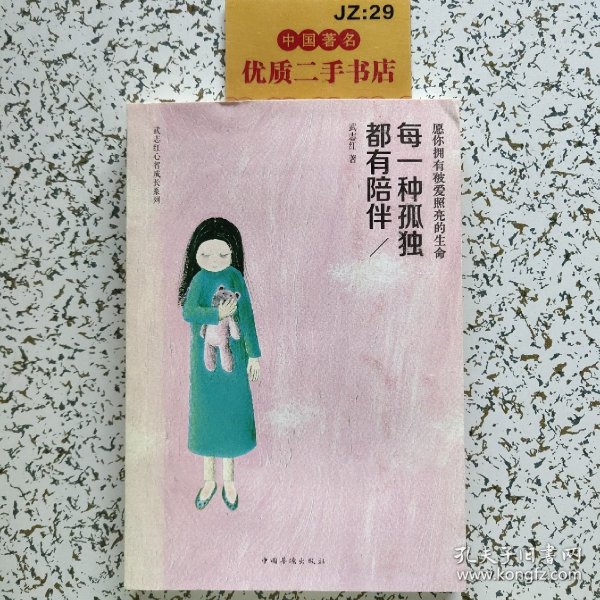 JZ:29
中国著名
优质二手书店
愿你拥有被爱照亮的生命
每一种孤独
都有陪伴/
武志红 著
武志红心智成长系列
中国华侨出版社
孔夫子旧书网
www.kongfz.com